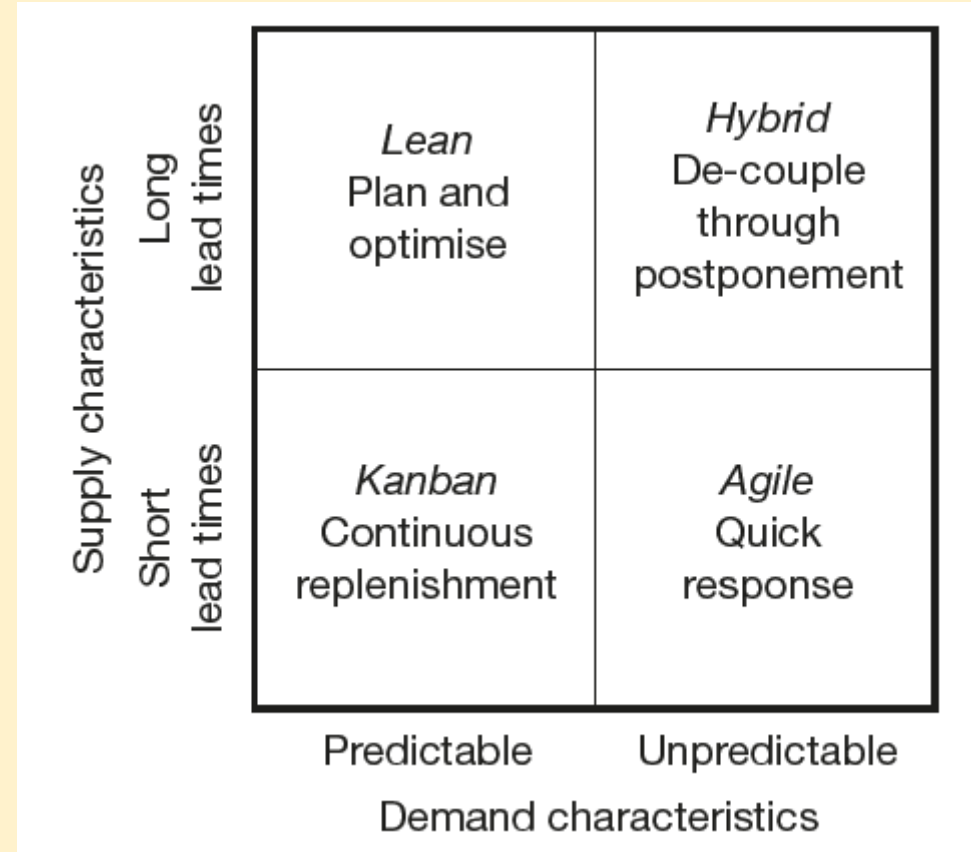 Supply characteristics
Long
lead times
Lean
Plan and
optimise
Hybrid
De-couple
through
postponement
Short
lead times
Kanban
Continuous
replenishment
Agile
Quick
response
Predictable
Unpredictable
Demand characteristics